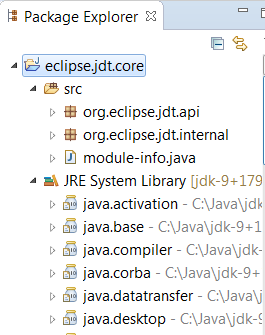 Package Explorer
eclipse.jdt.core
src
org.eclipse.jdt.api
org.eclipse.jdt.internal
module-info.java
JRE System Library [jdk-9+179
java.activation - C:\Java\jdk
java.base - C:\Java\jdk-9+1
java.compiler - C:\Java\jdk
java.corba - C:\Java\jdk-9+
java.datatransfer - C:\Java\
java.desktop - C:\Java\jdk-9